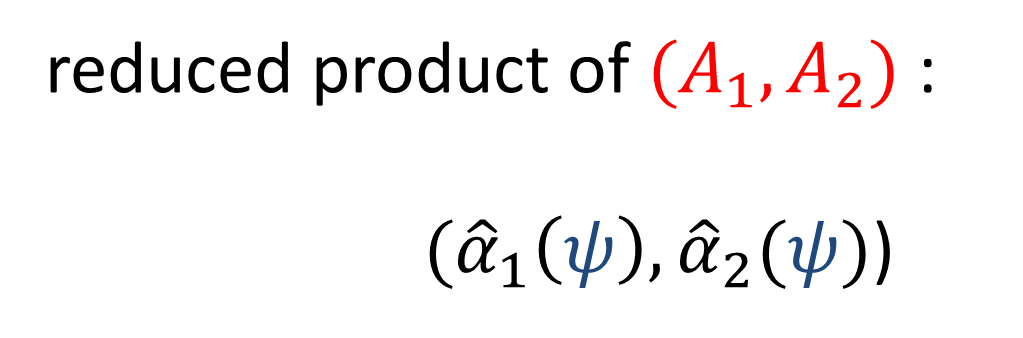 reduced product of (A₁, A₂) :
(α̂₁(ψ), α̂₂(ψ))